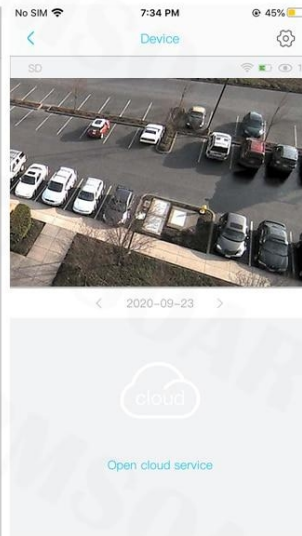 No SIM 7:34 PM 45%
Device
SD
2020-09-23
cloud
Open cloud service